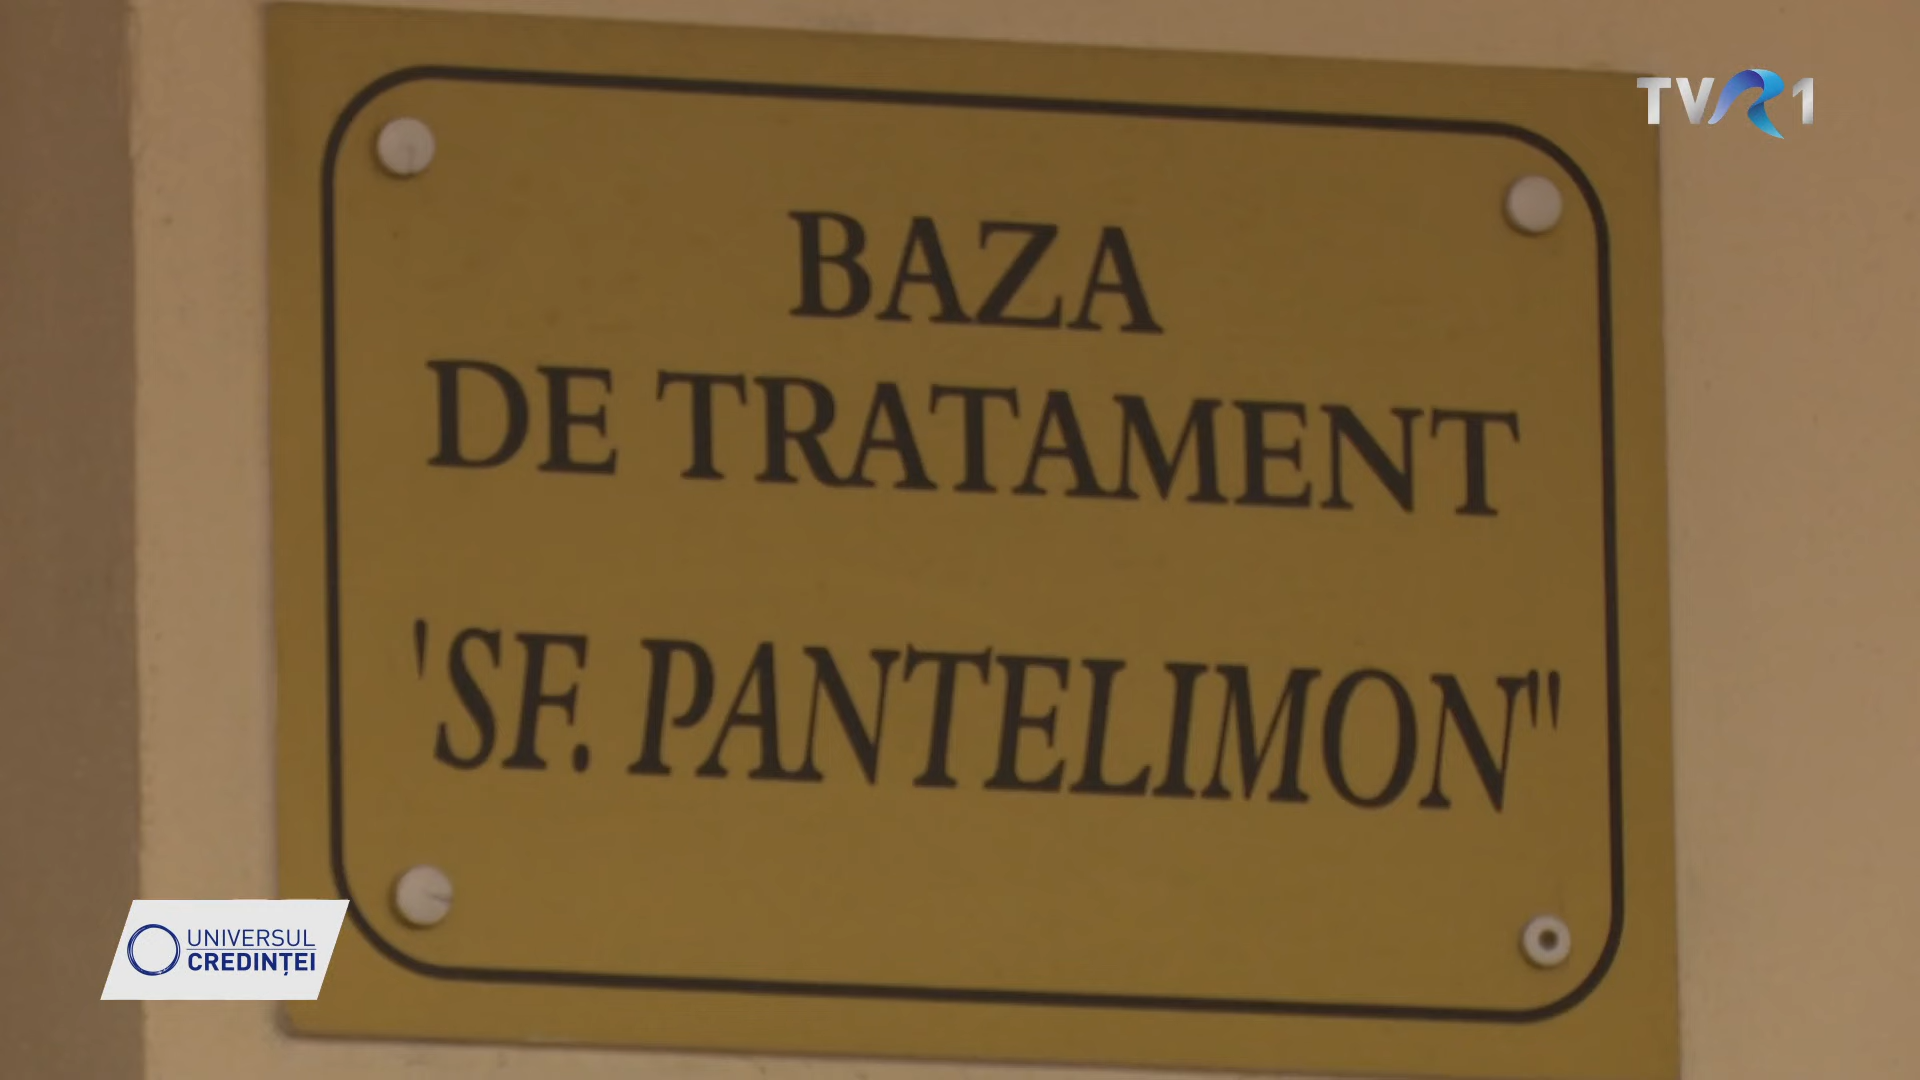 TVR1
BAZA
DE TRATAMENT
'SF. PANTELIMON"
UNIVERSUL
CREDINȚEI